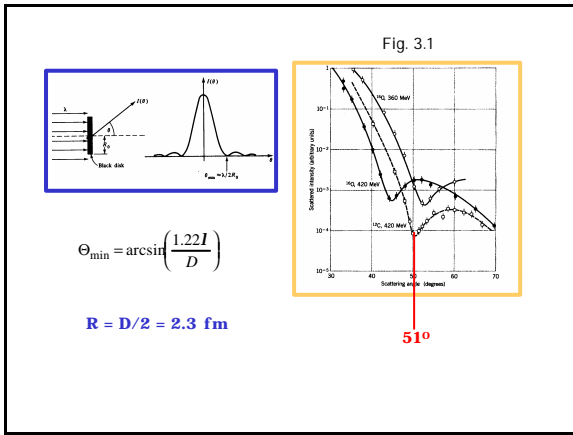 Fig. 3.1
I(θ)
λ
I(θ)
θ
R₀
Black disk
θ
θmin = λ/2R₀
Scattered intensity (arbitrary units)
1
10⁻¹
10⁻²
10⁻³
10⁻⁴
10⁻⁵
¹⁶O, 360 MeV
¹⁶O, 420 MeV
¹²C, 420 MeV
30 40 50 60 70
Scattering angle (degrees)
Θmin = arcsin(1.22l / D)
R = D/2 = 2.3 fm
51º